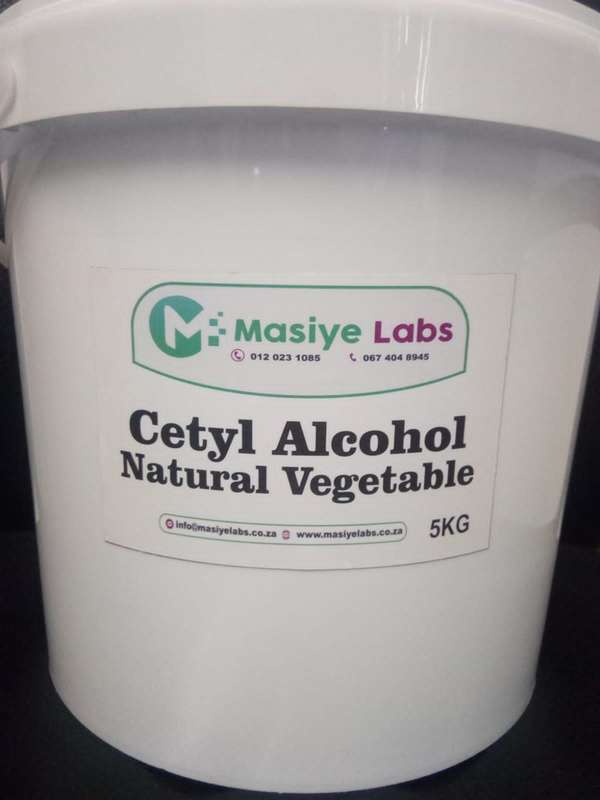 M Masiye Labs
012 023 1085 067 404 8945
Cetyl Alcohol
Natural Vegetable
info@masiyelabs.co.za www.masiyelabs.co.za 5KG